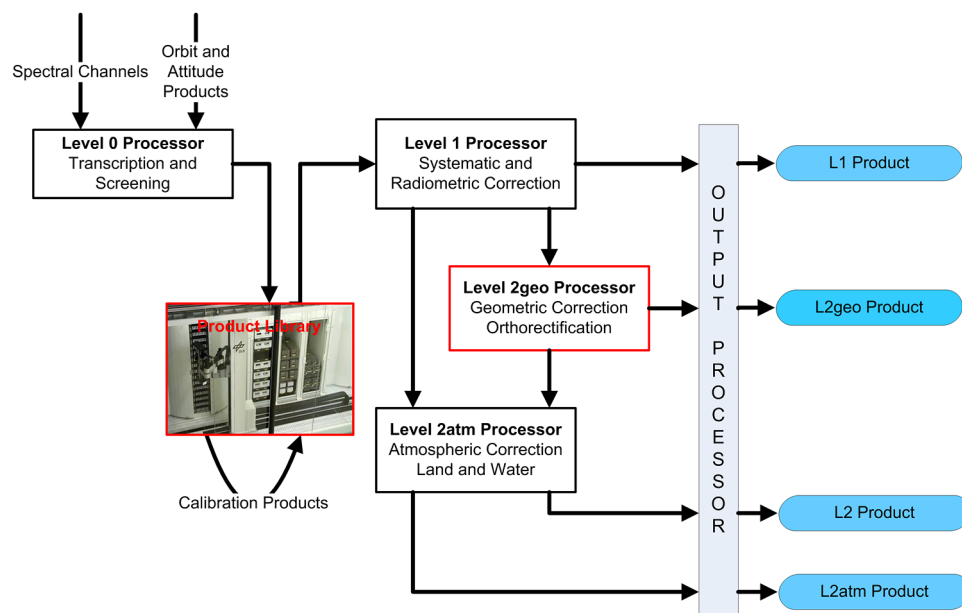 Spectral Channels
Orbit and
Attitude
Products
Level 0 Processor
Transcription and
Screening
Level 1 Processor
Systematic and
Radiometric Correction
Level 2geo Processor
Geometric Correction
Orthorectification
Product Library
Level 2atm Processor
Atmospheric Correction
Land and Water
Calibration Products
OUTPUT PROCESSOR
L1 Product
L2geo Product
L2 Product
L2atm Product